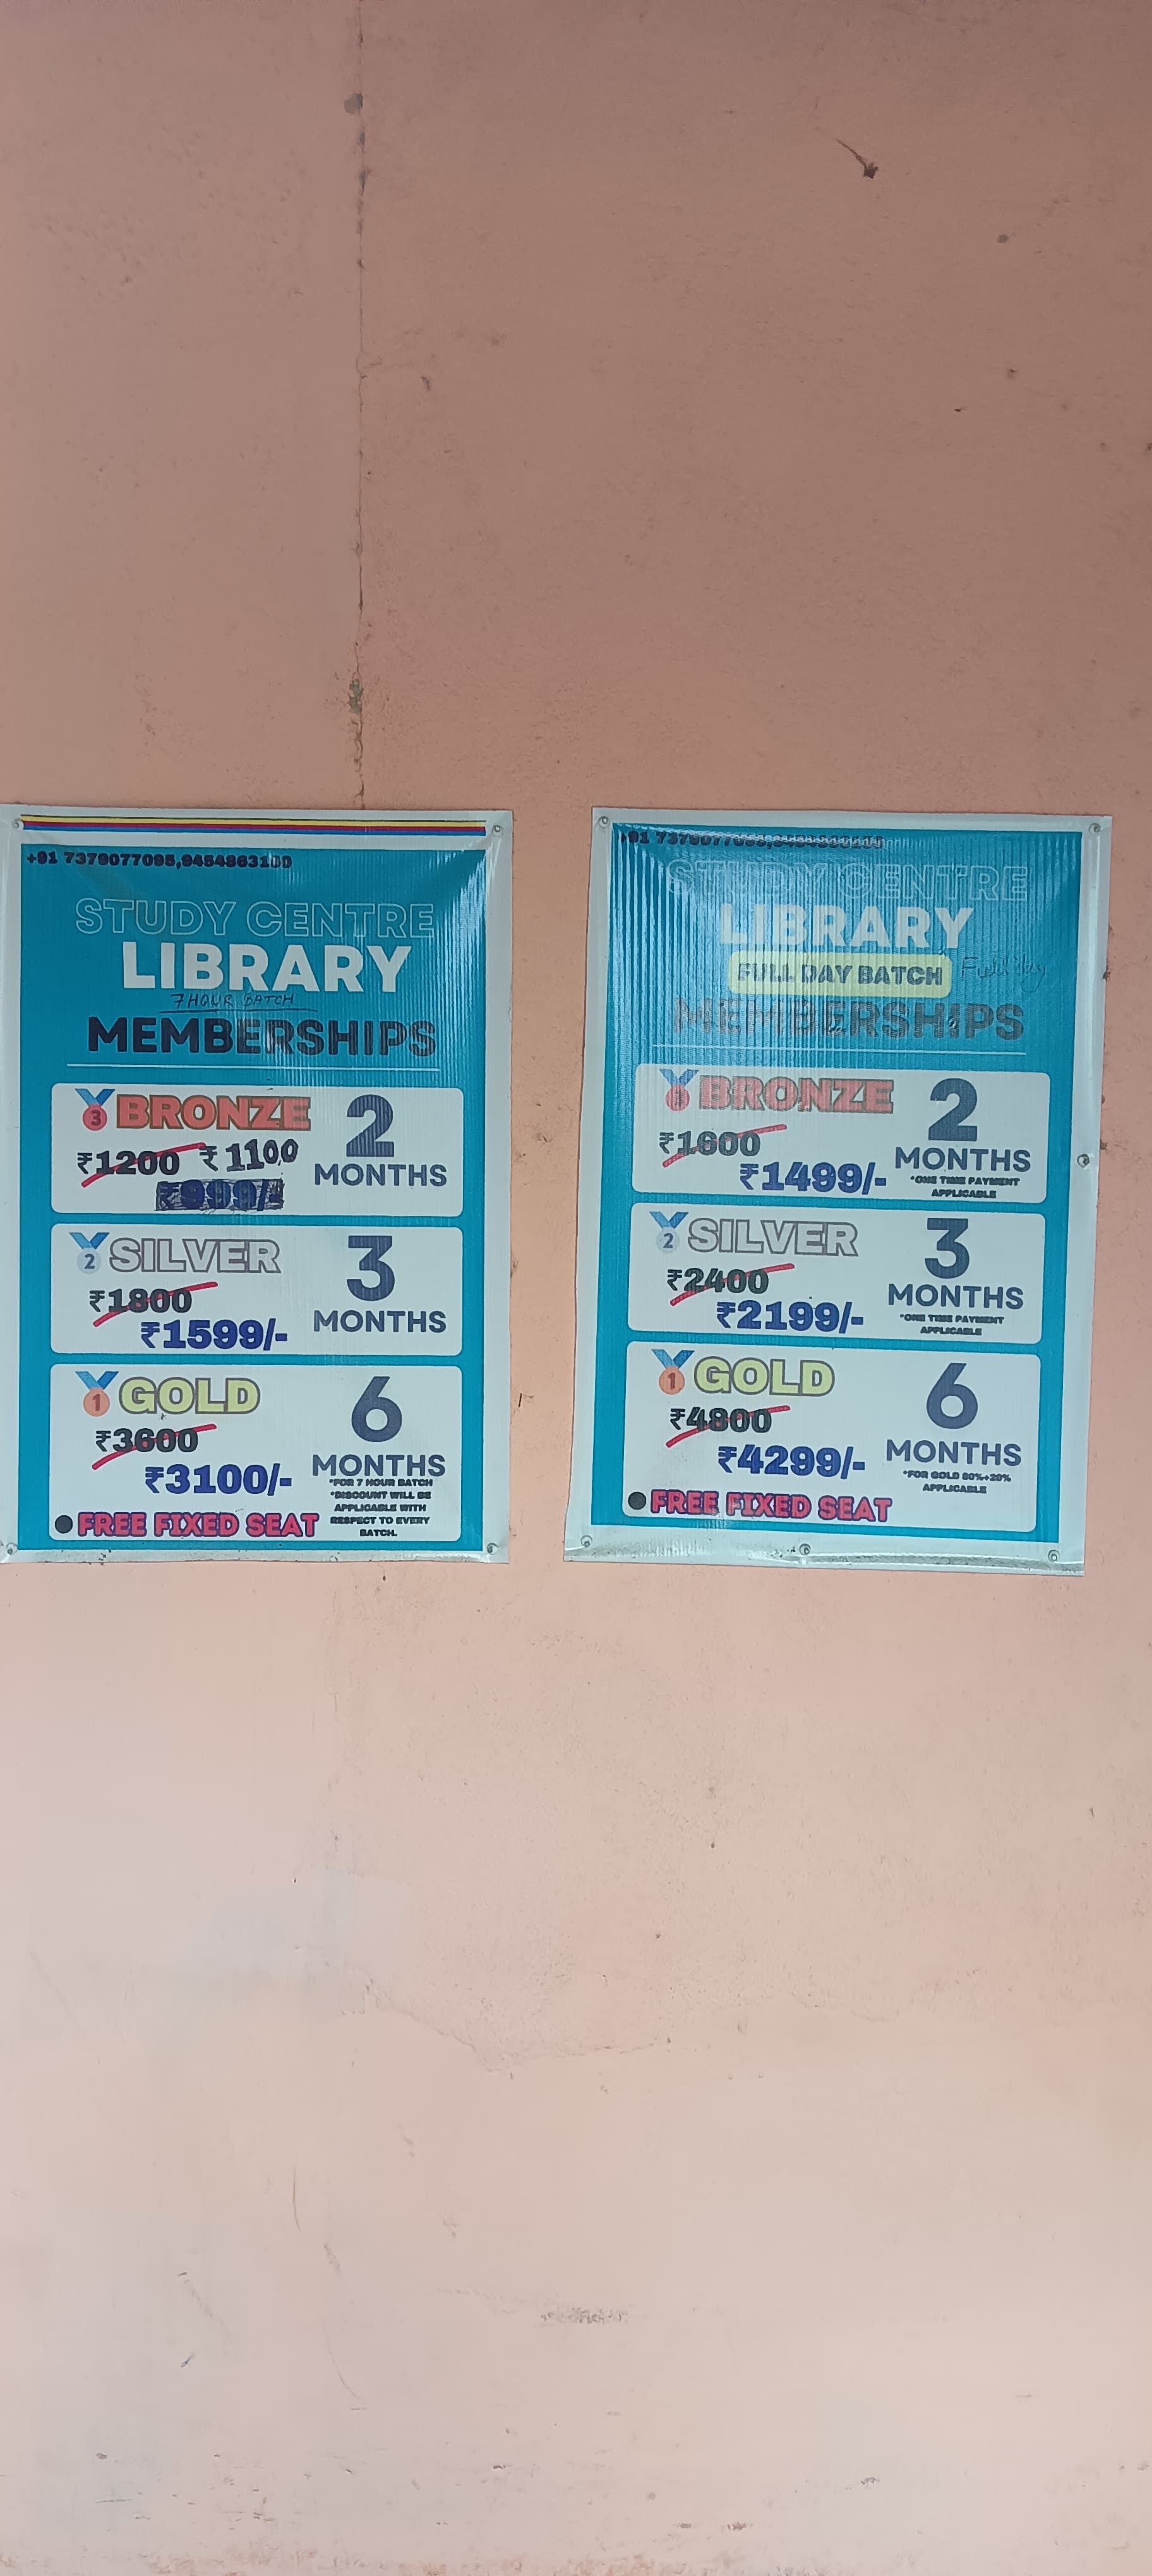 +91 7379077095,9454863100
STUDY CENTRE
LIBRARY
7 HOUR BATCH
MEMBERSHIPS
3 BRONZE
₹1200 ₹ 1100
₹999/-
2
MONTHS
2 SILVER
₹1800
₹1599/-
3
MONTHS
1 GOLD
₹3600
₹3100/-
6
MONTHS
*FOR 7 HOUR BATCH
*DISCOUNT WILL BE
APPLICABLE WITH
RESPECT TO EVERY
BATCH.
FREE FIXED SEAT
STUDY CENTRE
LIBRARY
FULL DAY BATCH Full day
MEMBERSHIPS
BRONZE
₹1600
₹1499/-
2
MONTHS
*ONE TIME PAYMENT
APPLICABLE
2 SILVER
₹2400
₹2199/-
3
MONTHS
*ONE TIME PAYMENT
APPLICABLE
1 GOLD
₹4800
₹4299/-
6
MONTHS
*FOR GOLD 80%+20%
APPLICABLE
FREE FIXED SEAT